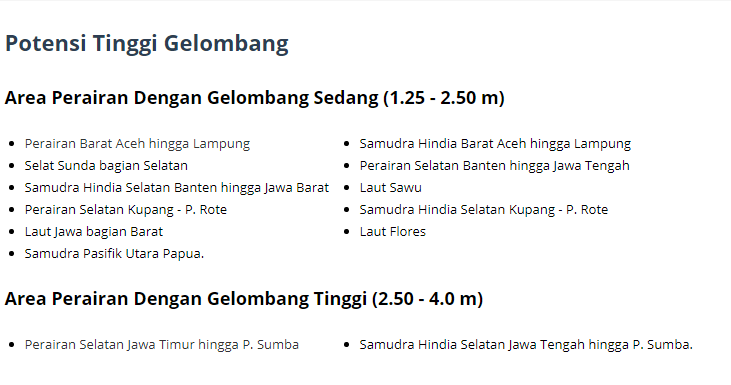 Potensi Tinggi Gelombang
Area Perairan Dengan Gelombang Sedang (1.25 - 2.50 m)
Perairan Barat Aceh hingga Lampung
Selat Sunda bagian Selatan
Samudra Hindia Selatan Banten hingga Jawa Barat
Perairan Selatan Kupang - P. Rote
Laut Jawa bagian Barat
Samudra Pasifik Utara Papua.
Samudra Hindia Barat Aceh hingga Lampung
Perairan Selatan Banten hingga Jawa Tengah
Laut Sawu
Samudra Hindia Selatan Kupang - P. Rote
Laut Flores
Area Perairan Dengan Gelombang Tinggi (2.50 - 4.0 m)
Perairan Selatan Jawa Timur hingga P. Sumba
Samudra Hindia Selatan Jawa Tengah hingga P. Sumba.